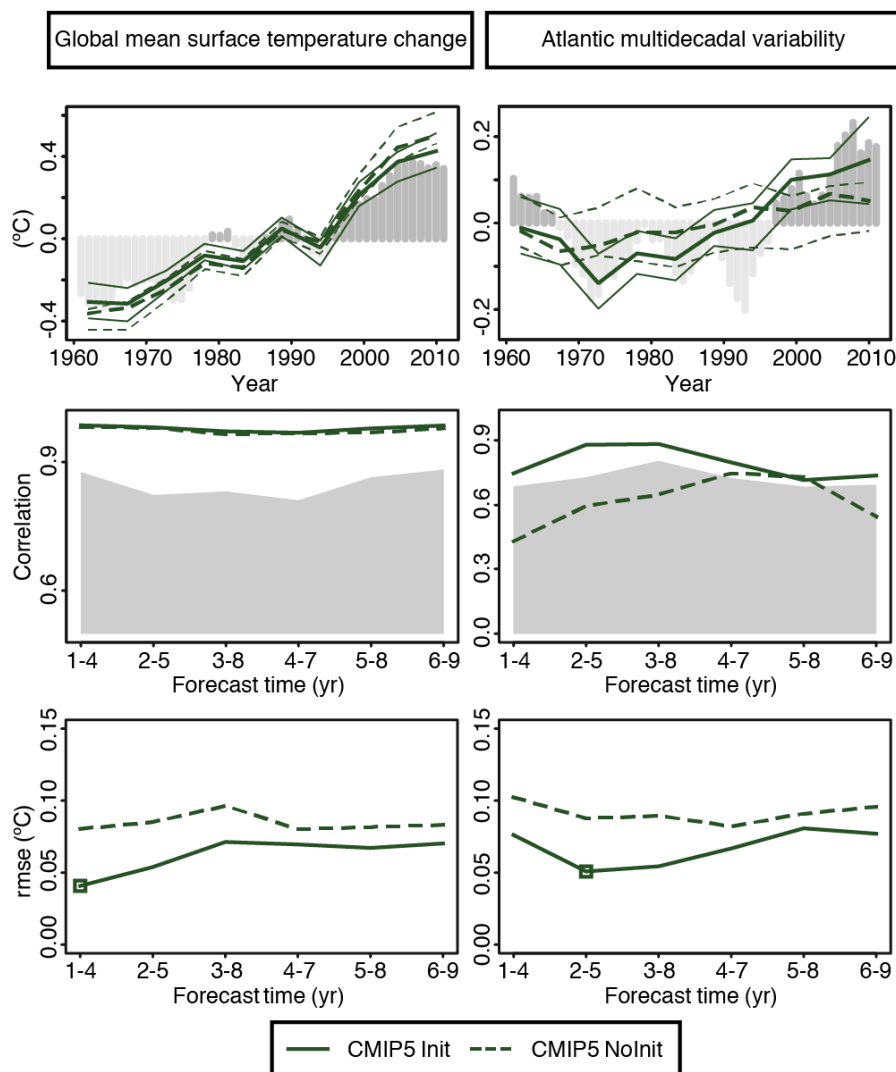 Global mean surface temperature change
Atlantic multidecadal variability
(ºC)
0.4
0.0
-0.4
1960 1970 1980 1990 2000 2010
Year
0.2
0.0
-0.2
1960 1970 1980 1990 2000 2010
Year
Correlation
0.9
0.6
1-4 2-5 3-8 4-7 5-8 6-9
Forecast time (yr)
0.9
0.6
0.3
0.0
1-4 2-5 3-8 4-7 5-8 6-9
Forecast time (yr)
rmse (ºC)
0.15
0.10
0.05
0.00
1-4 2-5 3-8 4-7 5-8 6-9
Forecast time (yr)
0.15
0.10
0.05
0.00
1-4 2-5 3-8 4-7 5-8 6-9
Forecast time (yr)
CMIP5 Init CMIP5 NoInit